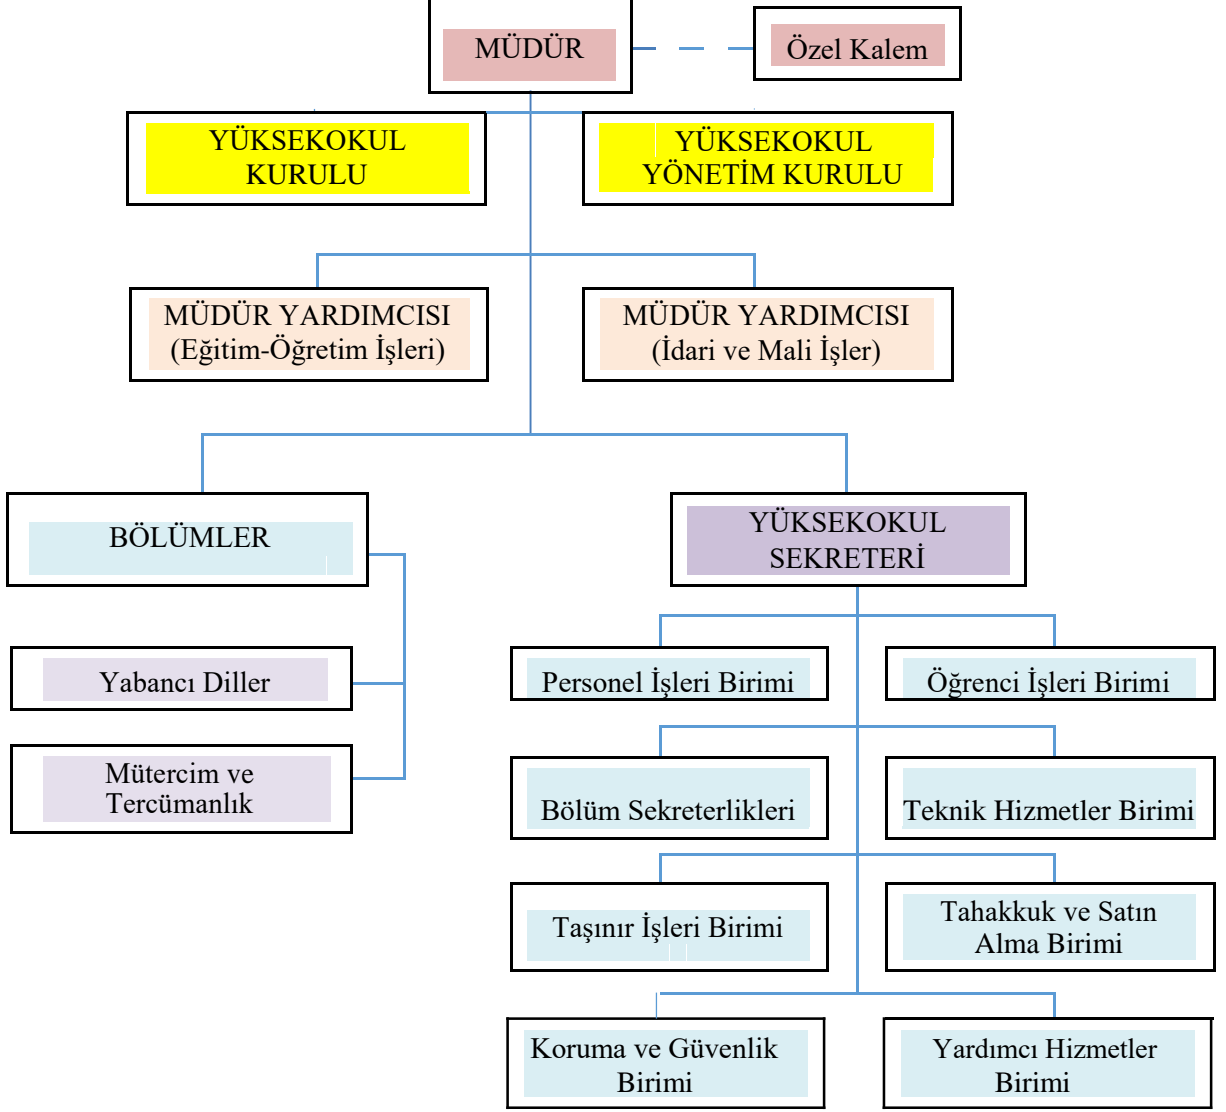 MÜDÜR
Özel Kalem
YÜKSEKOKUL
KURULU
YÜKSEKOKUL
YÖNETİM KURULU
MÜDÜR YARDIMCISI
(Eğitim-Öğretim İşleri)
MÜDÜR YARDIMCISI
(İdari ve Mali İşler)
BÖLÜMLER
YÜKSEKOKUL
SEKRETERİ
Yabancı Diller
Mütercim ve
Tercümanlık
Personel İşleri Birimi
Öğrenci İşleri Birimi
Bölüm Sekreterlikleri
Teknik Hizmetler Birimi
Taşınır İşleri Birimi
Tahakkuk ve Satın
Alma Birimi
Koruma ve Güvenlik
Birimi
Yardımcı Hizmetler
Birimi